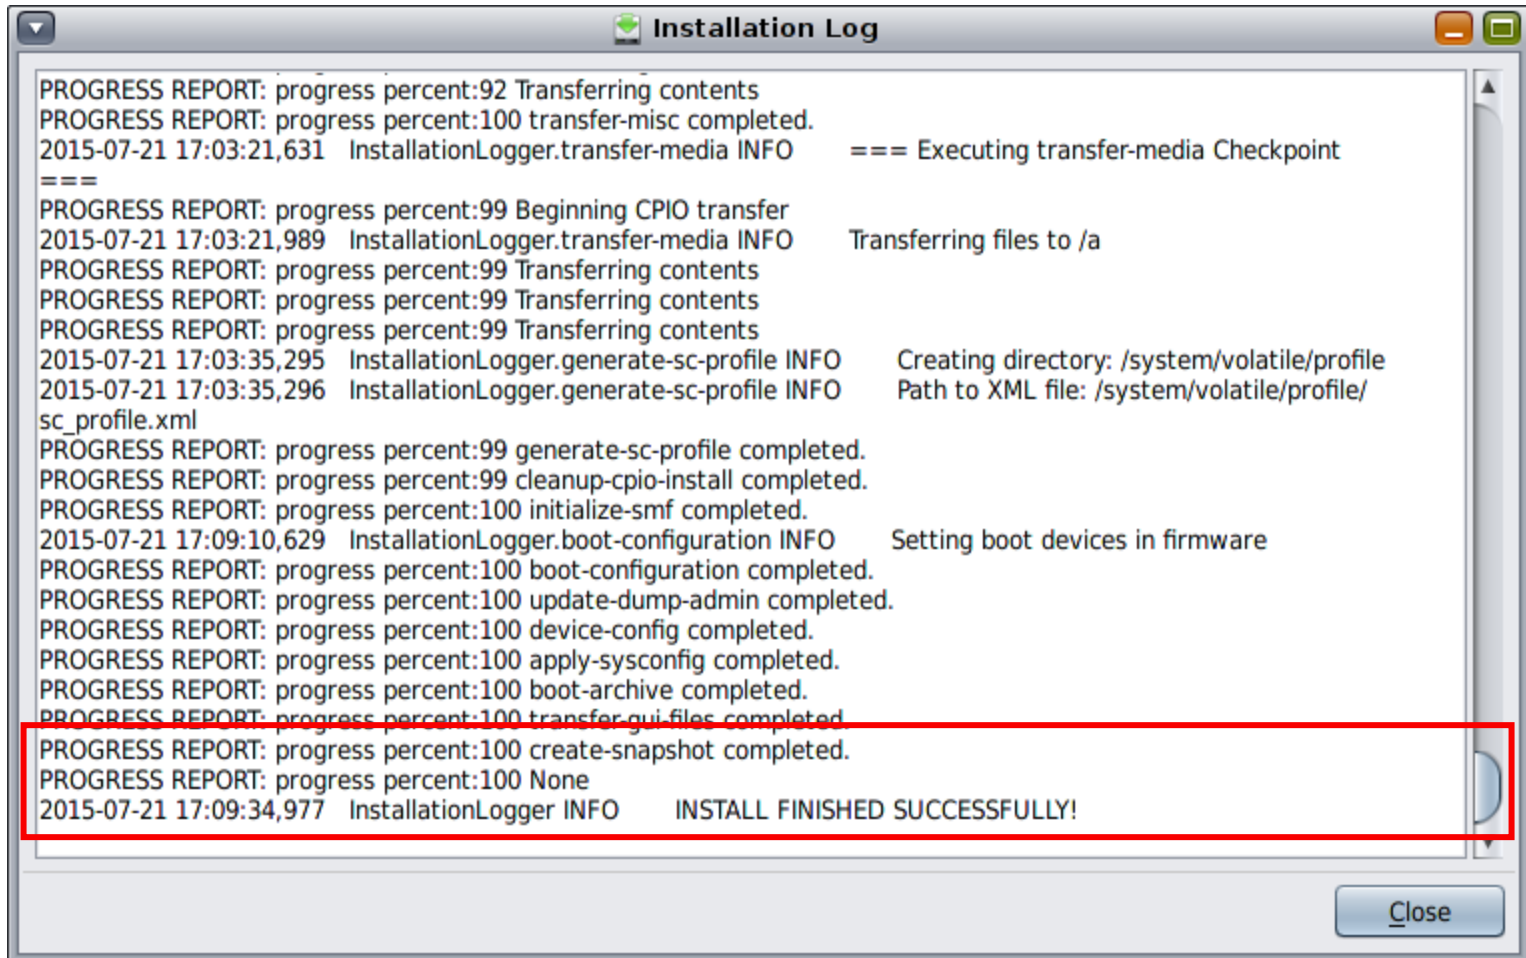 Installation Log
PROGRESS REPORT: progress percent:92 Transferring contents
PROGRESS REPORT: progress percent:100 transfer-misc completed.
2015-07-21 17:03:21,631 InstallationLogger.transfer-media INFO === Executing transfer-media Checkpoint
===
PROGRESS REPORT: progress percent:99 Beginning CPIO transfer
2015-07-21 17:03:21,989 InstallationLogger.transfer-media INFO Transferring files to /a
PROGRESS REPORT: progress percent:99 Transferring contents
PROGRESS REPORT: progress percent:99 Transferring contents
PROGRESS REPORT: progress percent:99 Transferring contents
2015-07-21 17:03:35,295 InstallationLogger.generate-sc-profile INFO Creating directory: /system/volatile/profile
2015-07-21 17:03:35,296 InstallationLogger.generate-sc-profile INFO Path to XML file: /system/volatile/profile/
sc_profile.xml
PROGRESS REPORT: progress percent:99 generate-sc-profile completed.
PROGRESS REPORT: progress percent:99 cleanup-cpio-install completed.
PROGRESS REPORT: progress percent:100 initialize-smf completed.
2015-07-21 17:09:10,629 InstallationLogger.boot-configuration INFO Setting boot devices in firmware
PROGRESS REPORT: progress percent:100 boot-configuration completed.
PROGRESS REPORT: progress percent:100 update-dump-admin completed.
PROGRESS REPORT: progress percent:100 device-config completed.
PROGRESS REPORT: progress percent:100 apply-sysconfig completed.
PROGRESS REPORT: progress percent:100 boot-archive completed.
PROGRESS REPORT: progress percent:100 transfer-gui-files completed.
PROGRESS REPORT: progress percent:100 create-snapshot completed.
PROGRESS REPORT: progress percent:100 None
2015-07-21 17:09:34,977 InstallationLogger INFO INSTALL FINISHED SUCCESSFULLY!
Close